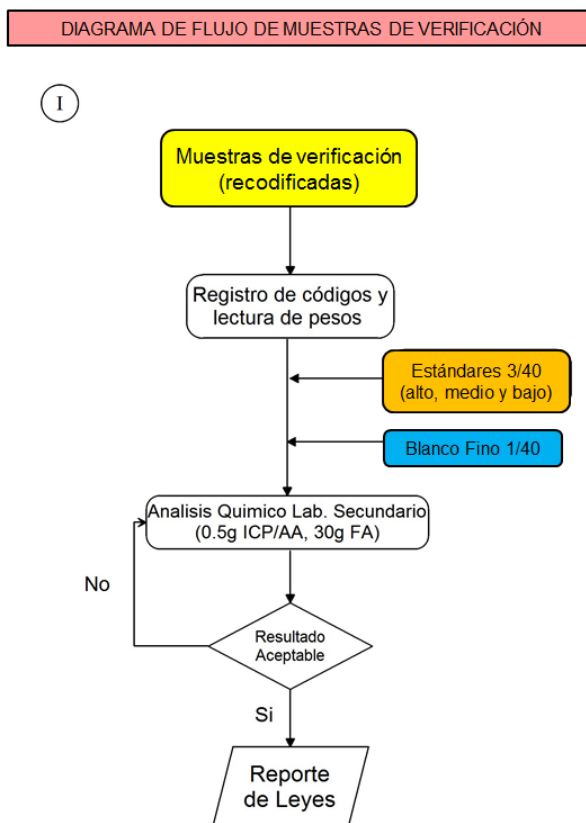 DIAGRAMA DE FLUJO DE MUESTRAS DE VERIFICACIÓN
I
Muestras de verificación
(recodificadas)
Registro de códigos y
lectura de pesos
Estándares 3/40
(alto, medio y bajo)
Blanco Fino 1/40
Analisis Quimico Lab. Secundario
(0.5g ICP/AA, 30g FA)
No
Resultado
Aceptable
Si
Reporte
de Leyes